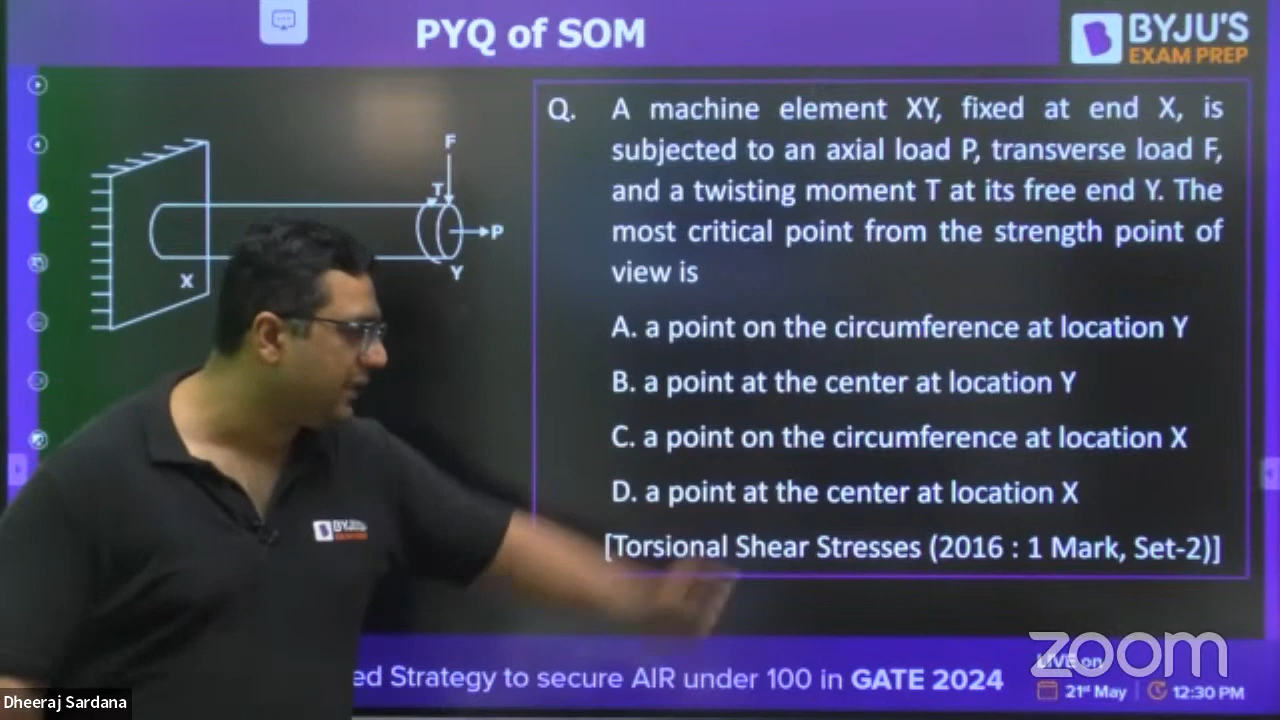 PYQ of SOM
BYJU'S
EXAM PREP
F
T
P
X
Y
Q. A machine element XY, fixed at end X, is
subjected to an axial load P, transverse load F,
and a twisting moment T at its free end Y. The
most critical point from the strength point of
view is
A. a point on the circumference at location Y
B. a point at the center at location Y
C. a point on the circumference at location X
D. a point at the center at location X
[Torsional Shear Stresses (2016 : 1 Mark, Set-2)]
BYJU'S
ed Strategy to secure AIR under 100 in GATE 2024
LIVE on
21st May | 12:30 PM
zoom
Dheeraj Sardana